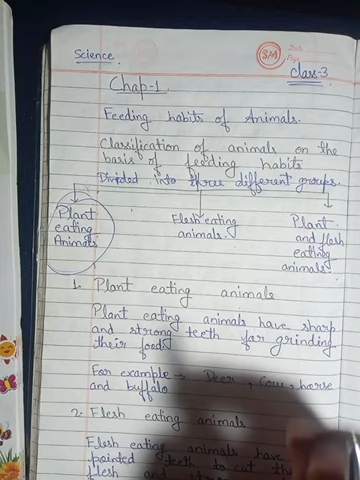 Science.
SM
Class-3
Chap-1.
Feeding habits of Animals.
Classification of animals on the
basis of feeding habits
Divided into three different groups.
Plant
eating
Animals
Flesh eating
animals.
Plant
and flesh
eating
animals
1. Plant eating animals
Plant eating animals have sharp
and strong teeth for grinding
their food.
For example → Deer, Cow, horse
and buffalo
2. Flesh eating animals
Flesh eating animals have
pointed teeth to cut the
flesh and